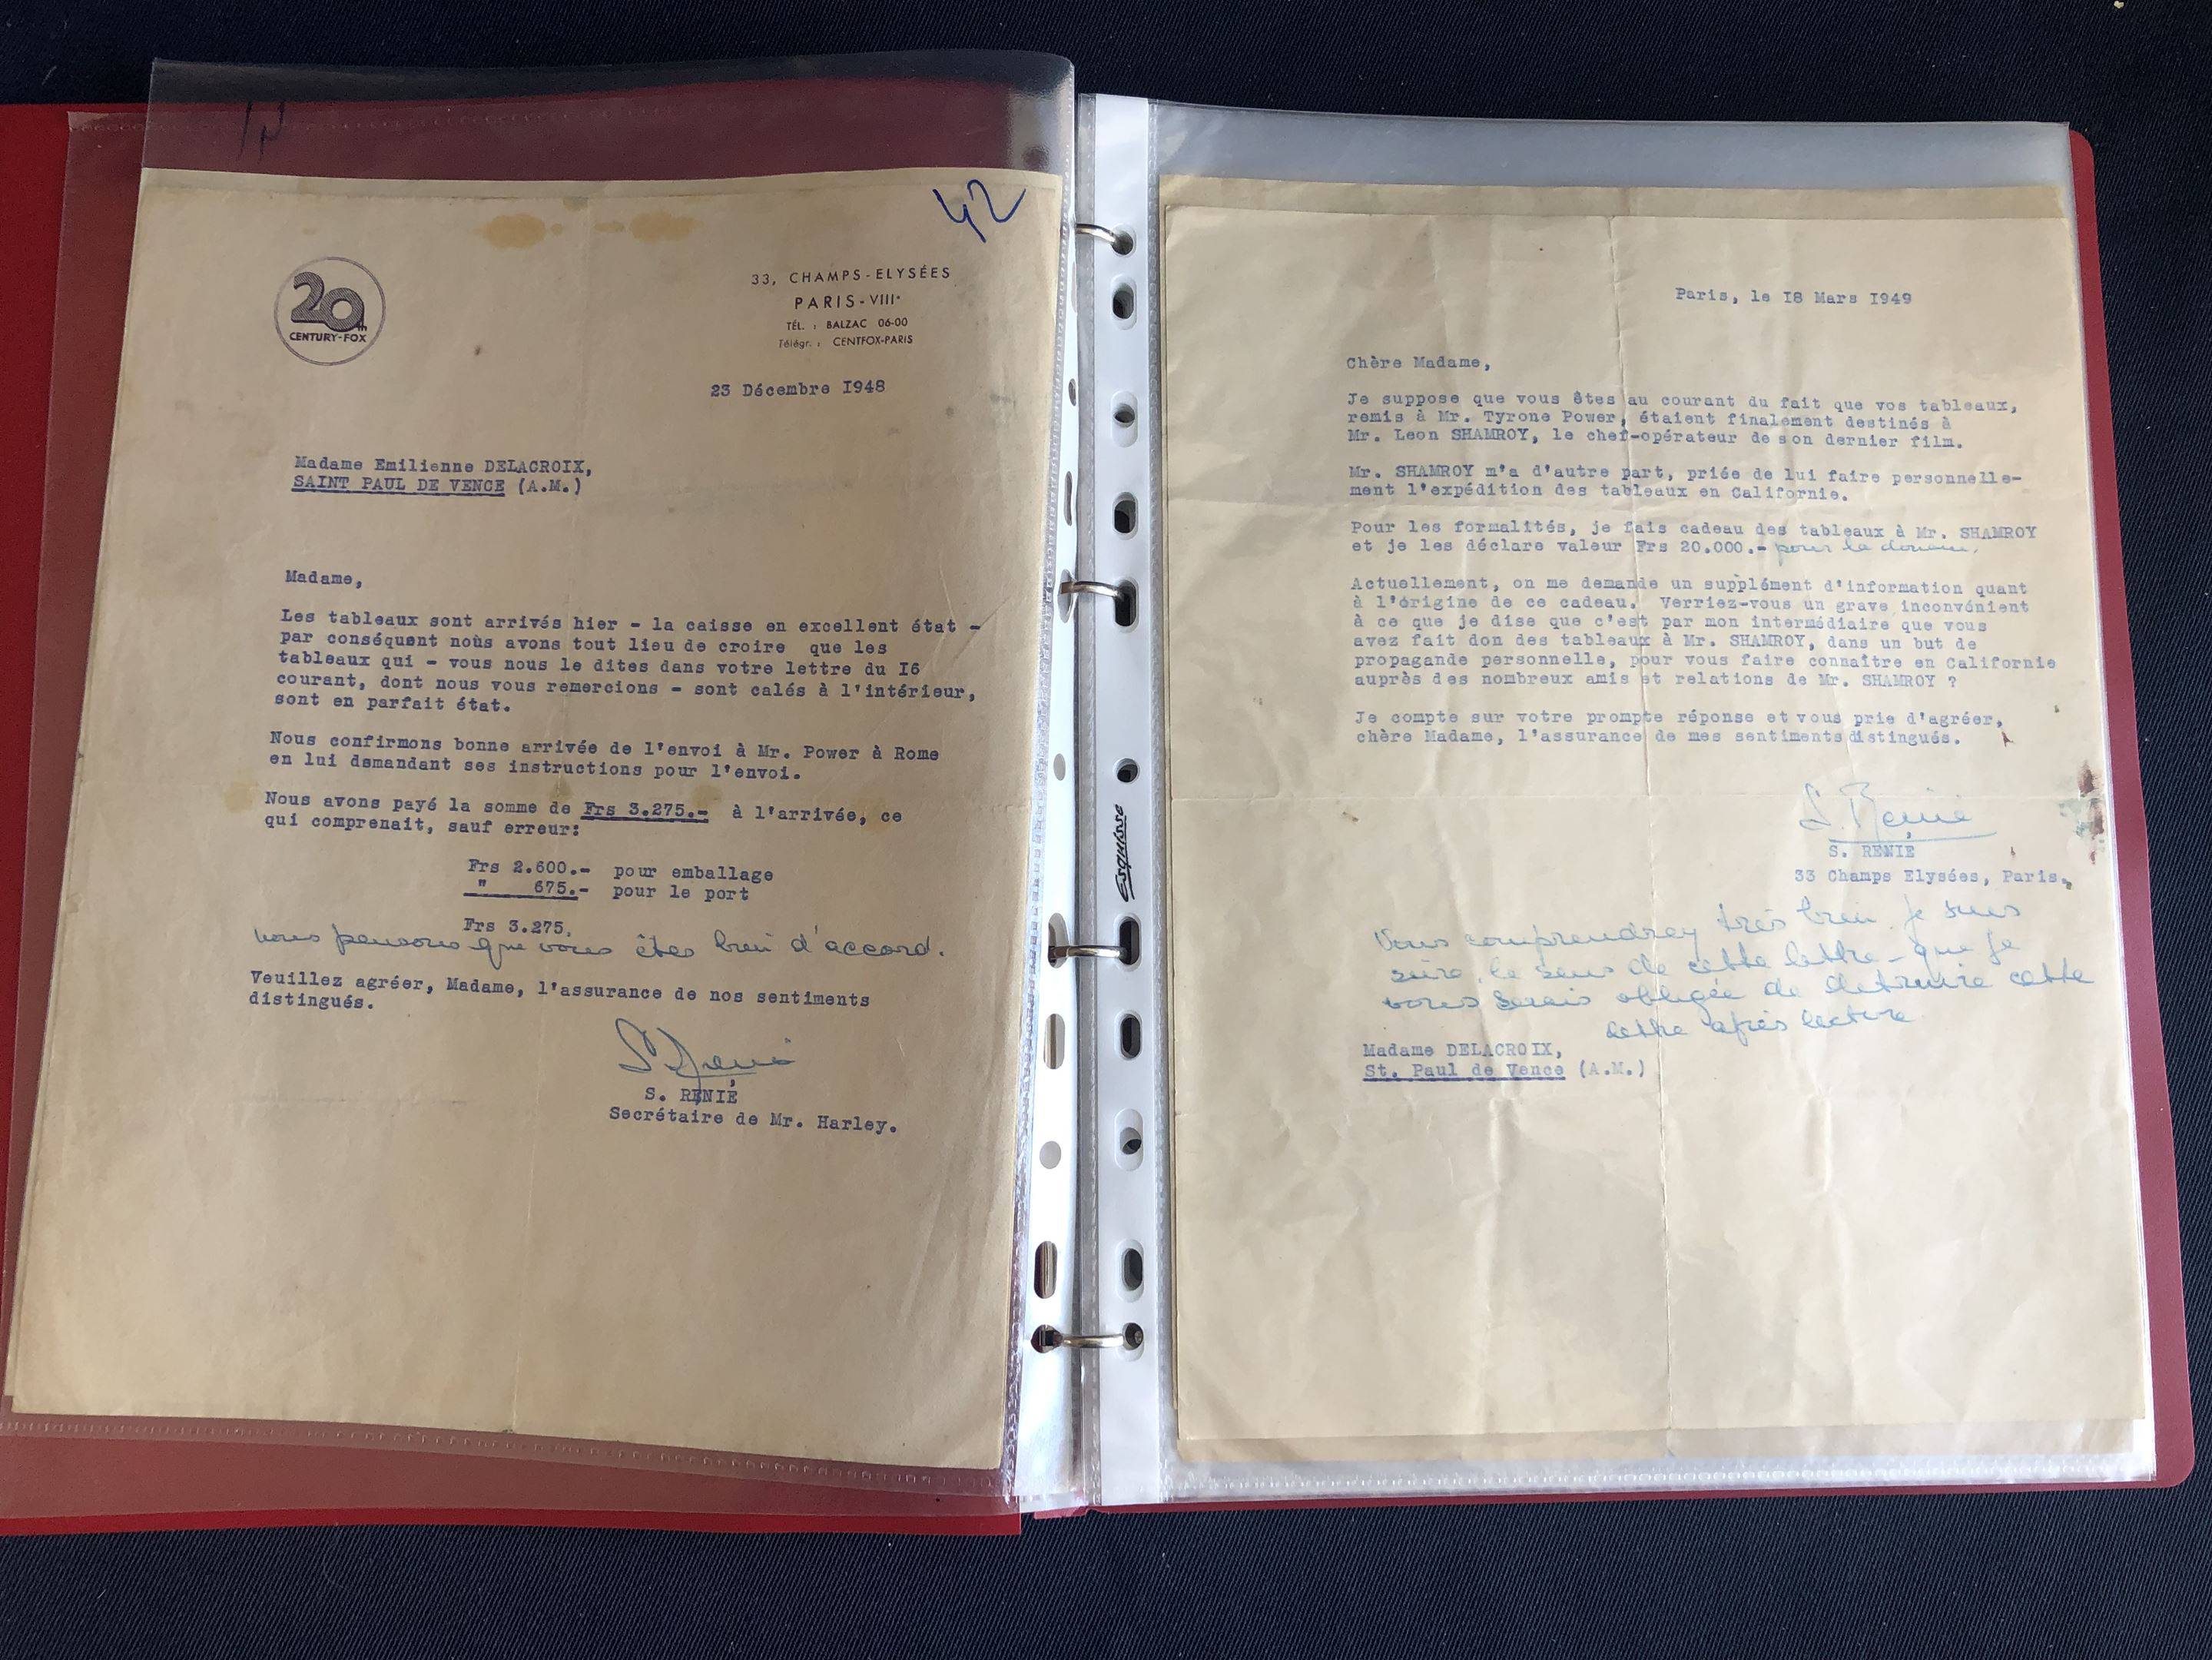 42
20th
CENTURY-FOX
33, CHAMPS-ELYSÉES
PARIS-VIIIe
TÉL. : BALZAC 06-00
Télégr. : CENTFOX-PARIS
23 Décembre I948
Madame Emilienne DELACROIX,
SAINT PAUL DE VENCE (A.M.)
Madame,
Les tableaux sont arrivés hier - la caisse en excellent état -
par conséquent noùs avons tout lieu de croire que les
tableaux qui - vous nous le dites dans votre lettre du I6
courant, dont nous vous remercions - sont calés à l'intérieur,
sont en parfait état.
Nous confirmons bonne arrivée de l'envoi à Mr. Power à Rome
en lui demandant ses instructions pour l'envoi.
Nous avons payé la somme de Frs 3.275.- à l'arrivée, ce
qui comprenait, sauf erreur:
Frs 2.600.- pour emballage
" 675.- pour le port
Frs 3.275.
nous pensons que vous êtes bien d'accord.
Veuillez agréer, Madame, l'assurance de nos sentiments
distingués.
S. Renié
S. RENIE
Secrétaire de Mr. Harley.
Esquisse
Paris, le I8 Mars I949
Chère Madame,
Je suppose que vous êtes au courant du fait que vos tableaux,
remis à Mr. Tyrone Power, étaient finalement destinés à
Mr. Leon SHAMROY, le chef-opérateur de son dernier film.
Mr. SHAMROY m'a d'autre part, priée de lui faire personnelle-
ment l'expédition des tableaux en Californie.
Pour les formalités, je fais cadeau des tableaux à Mr. SHAMROY
et je les déclare valeur Frs 20.000.- pour la douane.
Actuellement, on me demande un supplément d'information quant
à l'origine de ce cadeau. Verriez-vous un grave inconvénient
à ce que je dise que c'est par mon intermédiaire que vous
avez fait don des tableaux à Mr. SHAMROY, dans un but de
propagande personnelle, pour vous faire connaître en Californie
auprès des nombreux amis et relations de Mr. SHAMROY ?
Je compte sur votre prompte réponse et vous prie d'agréer,
chère Madame, l'assurance de mes sentiments distingués.
S. Renié
S. RENIE
33 Champs Elysées, Paris.
Vous comprendrez très bien, je suis
sûre, le sens de cette lettre - que je
vous serais obligée de detruire cette
lettre après lecture
Madame DELACROIX,
St. Paul de Vence (A.M.)